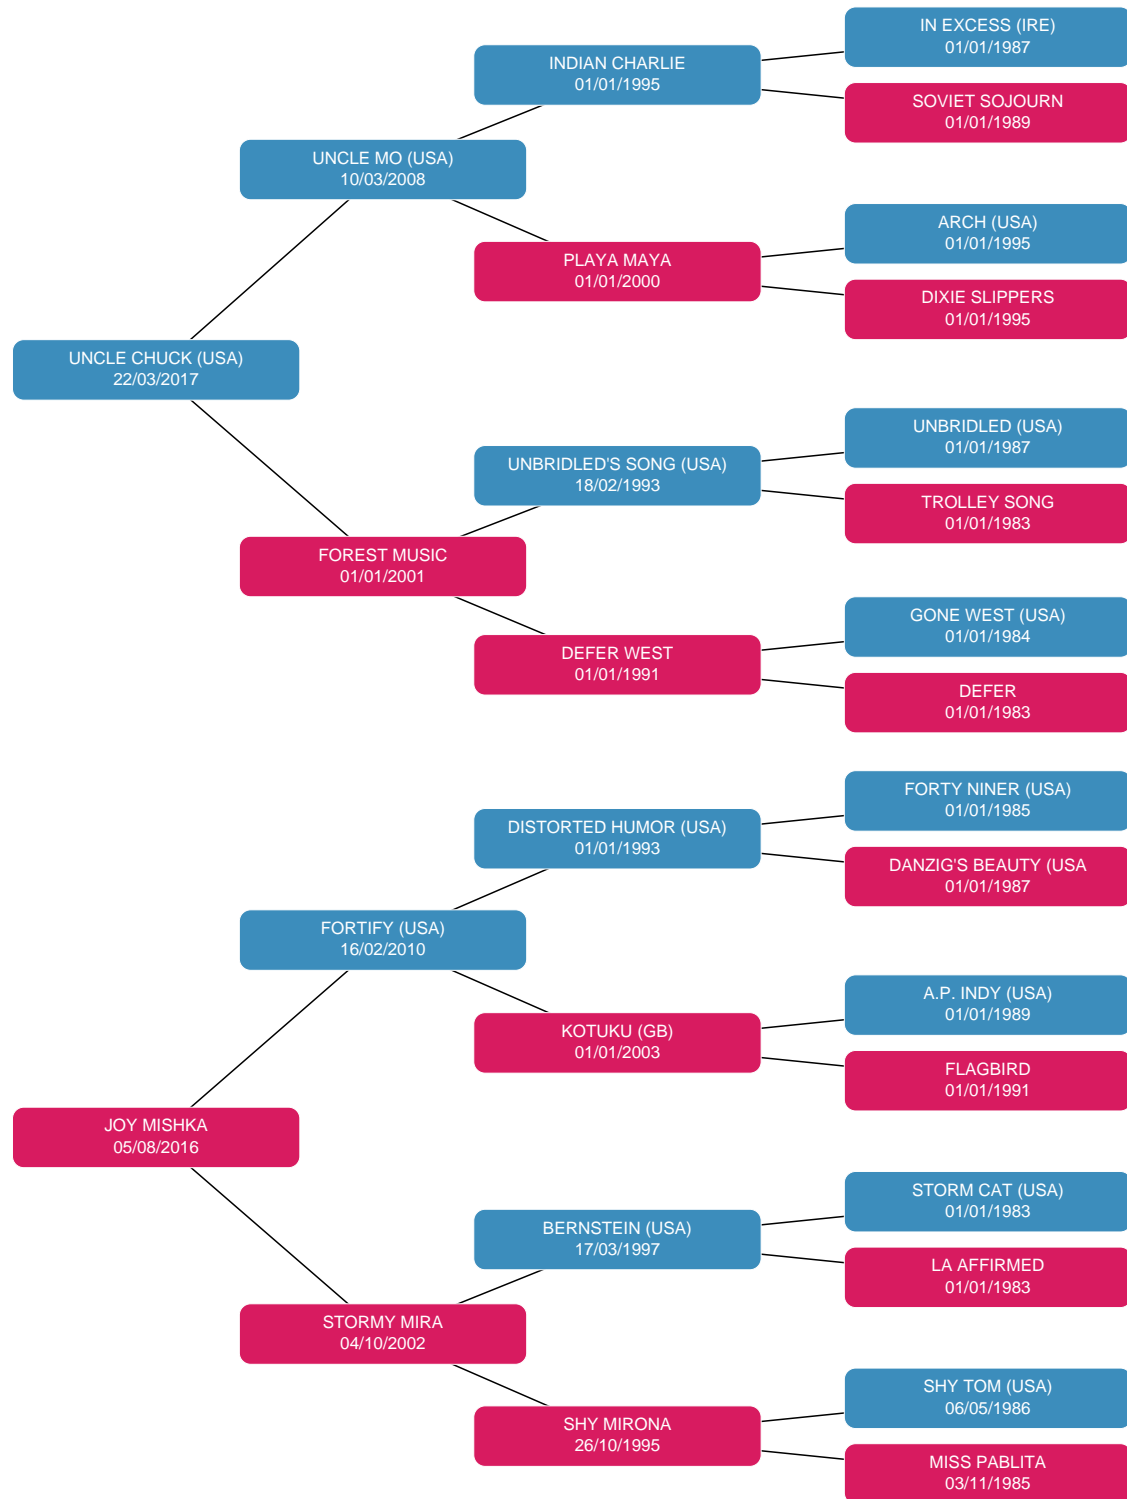 IN EXCESS (IRE)
01/01/1987
INDIAN CHARLIE
01/01/1995
SOVIET SOJOURN
01/01/1989
UNCLE MO (USA)
10/03/2008
ARCH (USA)
01/01/1995
PLAYA MAYA
01/01/2000
DIXIE SLIPPERS
01/01/1995
UNCLE CHUCK (USA)
22/03/2017
UNBRIDLED (USA)
01/01/1987
UNBRIDLED'S SONG (USA)
18/02/1993
TROLLEY SONG
01/01/1983
FOREST MUSIC
01/01/2001
GONE WEST (USA)
01/01/1984
DEFER WEST
01/01/1991
DEFER
01/01/1983
FORTY NINER (USA)
01/01/1985
DISTORTED HUMOR (USA)
01/01/1993
DANZIG'S BEAUTY (USA
01/01/1987
FORTIFY (USA)
16/02/2010
A.P. INDY (USA)
01/01/1989
KOTUKU (GB)
01/01/2003
FLAGBIRD
01/01/1991
JOY MISHKA
05/08/2016
STORM CAT (USA)
01/01/1983
BERNSTEIN (USA)
17/03/1997
LA AFFIRMED
01/01/1983
STORMY MIRA
04/10/2002
SHY TOM (USA)
06/05/1986
SHY MIRONA
26/10/1995
MISS PABLITA
03/11/1985